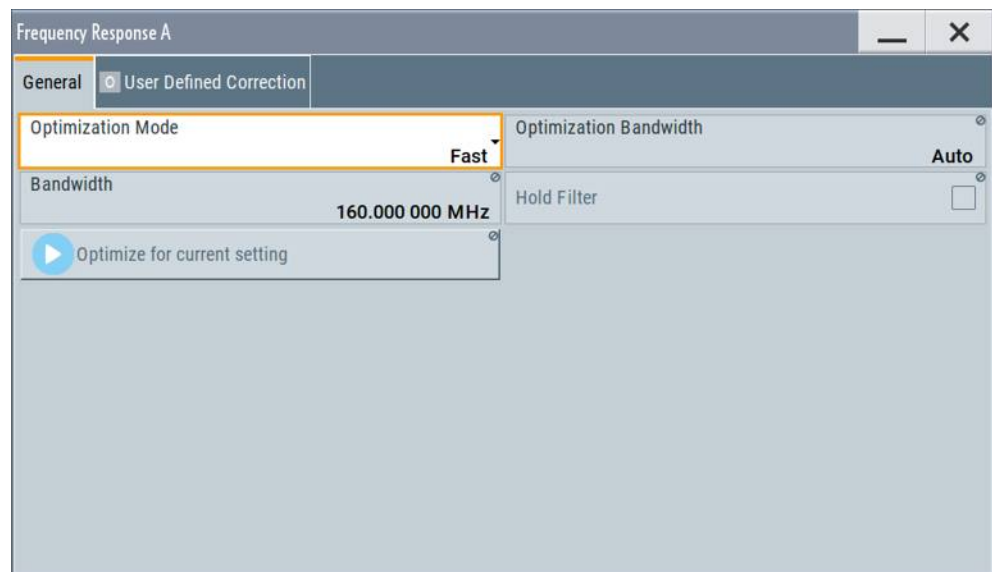 Frequency Response A
General
O User Defined Correction
Optimization Mode
Fast
Optimization Bandwidth
Auto
Bandwidth
160.000 000 MHz
Hold Filter
Optimize for current setting